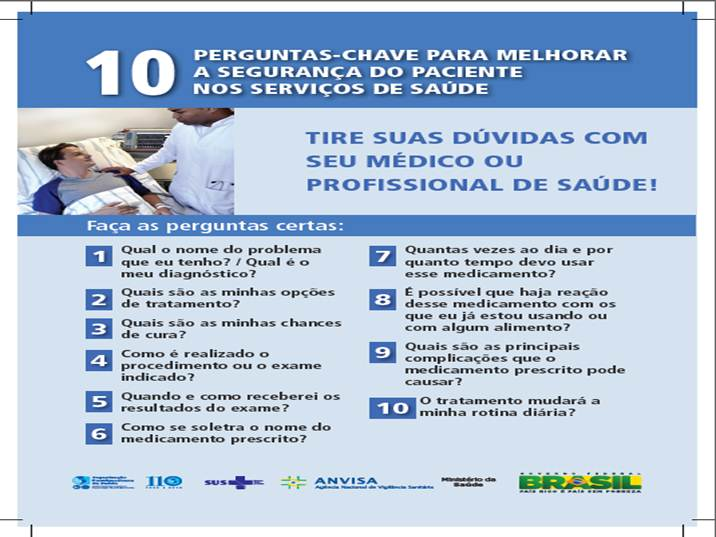 10
PERGUNTAS-CHAVE PARA MELHORAR
A SEGURANÇA DO PACIENTE
NOS SERVIÇOS DE SAÚDE
TIRE SUAS DÚVIDAS COM
SEU MÉDICO OU
PROFISSIONAL DE SAÚDE!
Faça as perguntas certas:
1 Qual o nome do problema
que eu tenho? / Qual é o
meu diagnóstico?
2 Quais são as minhas opções
de tratamento?
3 Quais são as minhas chances
de cura?
4 Como é realizado o
procedimento ou o exame
indicado?
5 Quando e como receberei os
resultados do exame?
6 Como se soletra o nome do
medicamento prescrito?
7 Quantas vezes ao dia e por
quanto tempo devo usar
esse medicamento?
8 É possível que haja reação
desse medicamento com os
que eu já estou usando ou
com algum alimento?
9 Quais são as principais
complicações que o
medicamento prescrito pode
causar?
10 O tratamento mudará a
minha rotina diária?
Organização
Pan-Americana
da Saúde
110
SUS
ANVISA
Agência Nacional de Vigilância Sanitária
Ministério da
Saúde
GOVERNO FEDERAL
BRASIL
PAÍS RICO É PAÍS SEM POBREZA